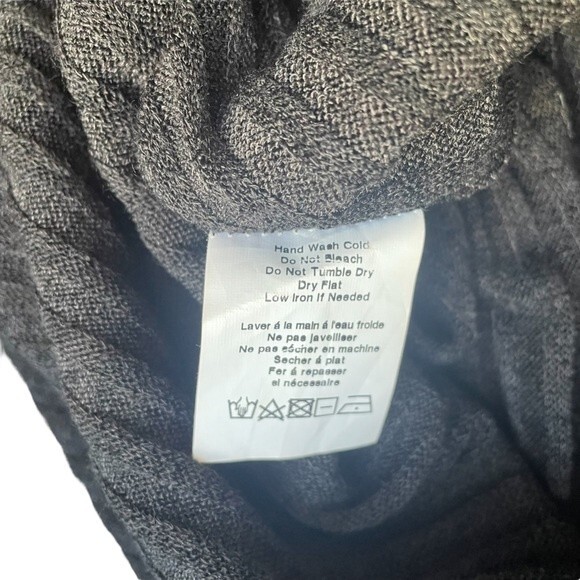 Hand Wash Cold
Do Not Bleach
Do Not Tumble Dry
Dry Flat
Low Iron If Needed
Laver á la main á l'eau froide
Ne pas javelliser
Ne pas sécher en machine
Secher á plat
Fer á repasser
si nécessaire